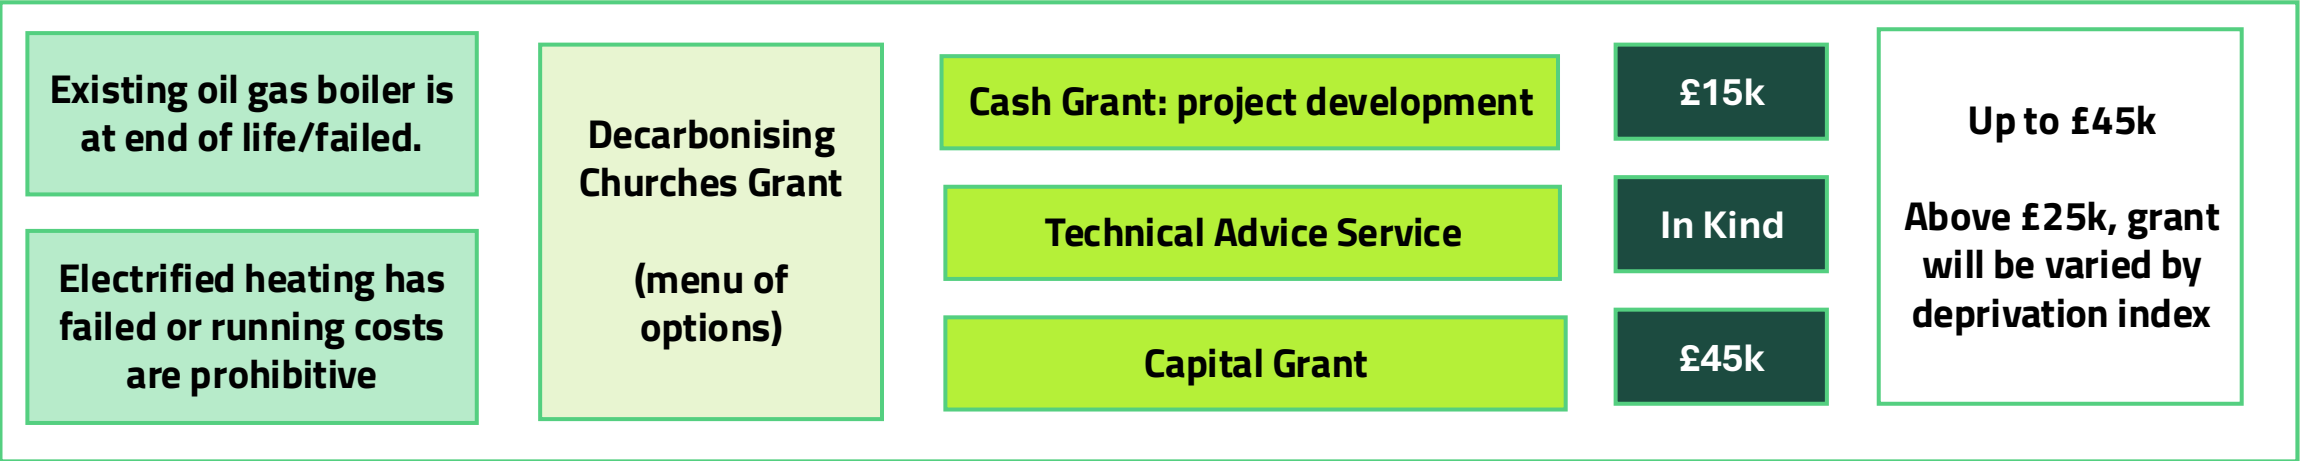 Existing oil gas boiler is
at end of life/failed.
Electrified heating has
failed or running costs
are prohibitive
Decarbonising
Churches Grant
(menu of
options)
Cash Grant: project development
Technical Advice Service
Capital Grant
£15k
In Kind
£45k
Up to £45k
Above £25k, grant
will be varied by
deprivation index